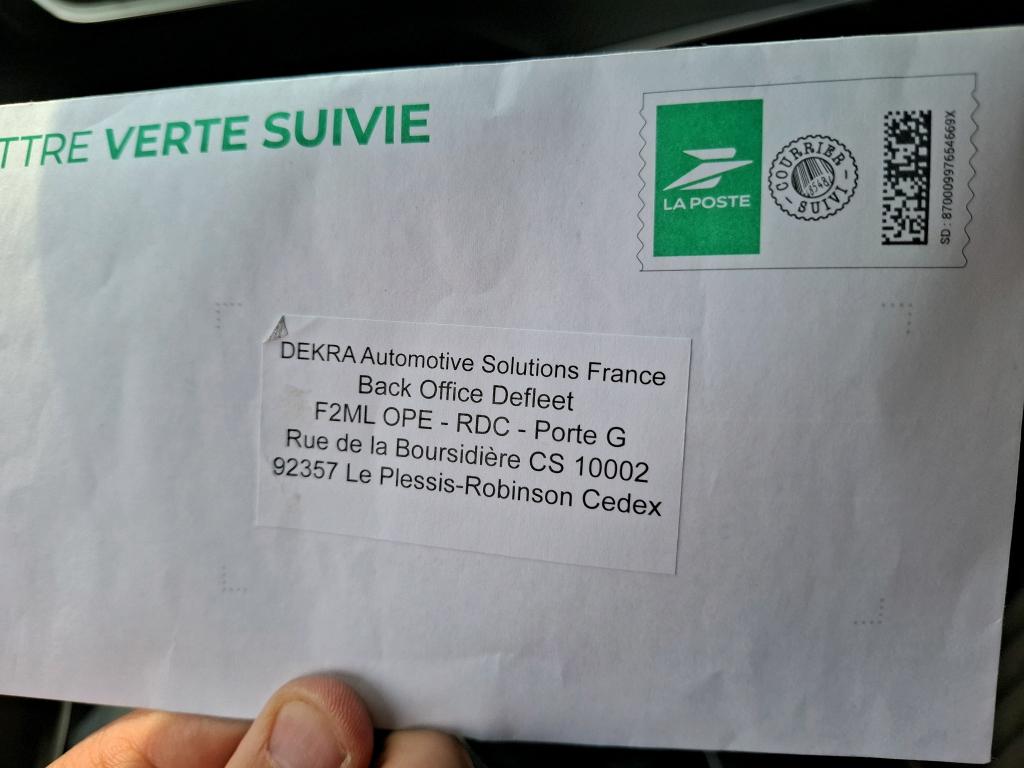 TTRE VERTE SUIVIE
LA POSTE
COURRIER
SUIVI
SD : 87000997654669X
DEKRA Automotive Solutions France
Back Office Defleet
F2ML OPE - RDC - Porte G
Rue de la Boursidière CS 10002
92357 Le Plessis-Robinson Cedex